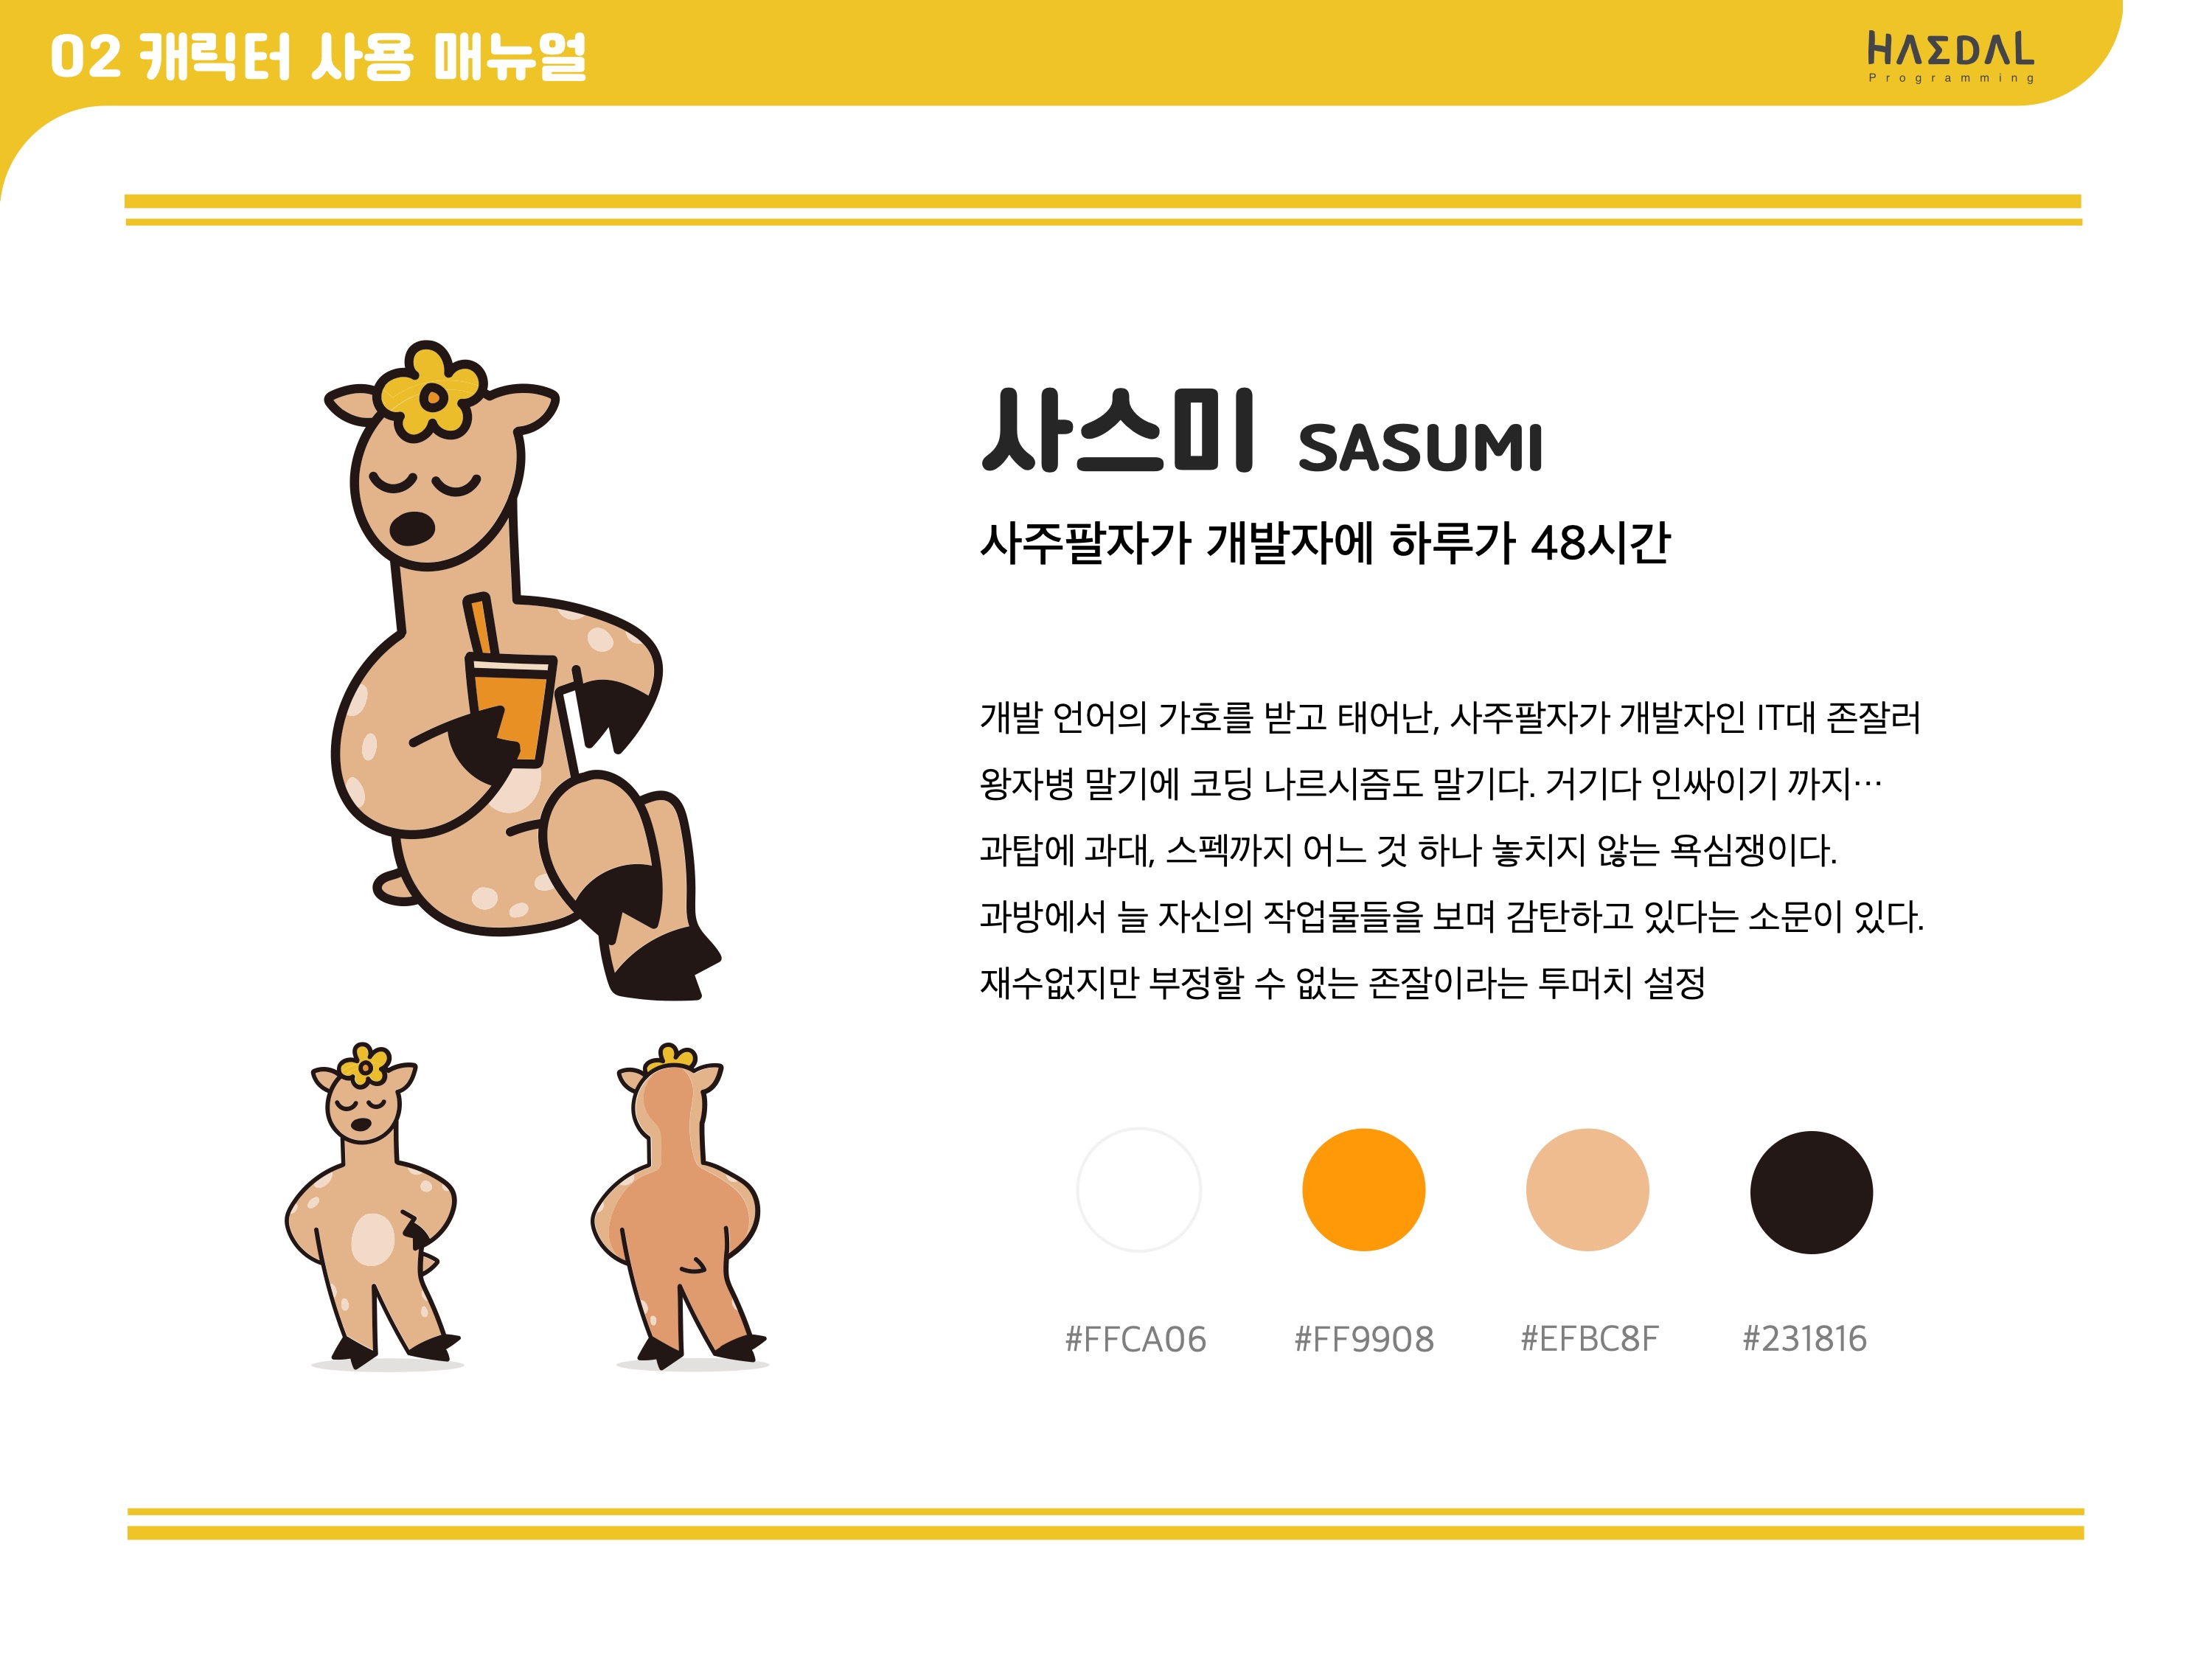 02 캐릭터 사용 매뉴얼
HAEDAL
Programming
사스미 SASUMI
사주팔자가 개발자에 하루가 48시간
개발 언어의 가호를 받고 태어난, 사주팔자가 개발자인 IT대 존잘러
왕자병 말기에 코딩 나르시즘도 말기다. 거기다 인싸이기 까지…
과탑에 과대, 스펙까지 어느 것 하나 놓치지 않는 욕심쟁이다.
과방에서 늘 자신의 작업물들을 보며 감탄하고 있다는 소문이 있다.
재수없지만 부정할 수 없는 존잘이라는 투머치 설정
#FFCA06 #FF9908 #EFBC8F #231816